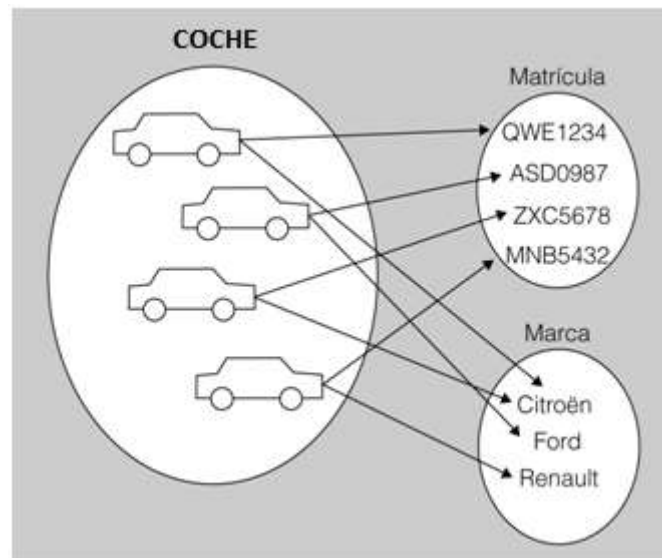 COCHE
Matrícula
QWE1234
ASD0987
ZXC5678
MNB5432
Marca
Citroën
Ford
Renault